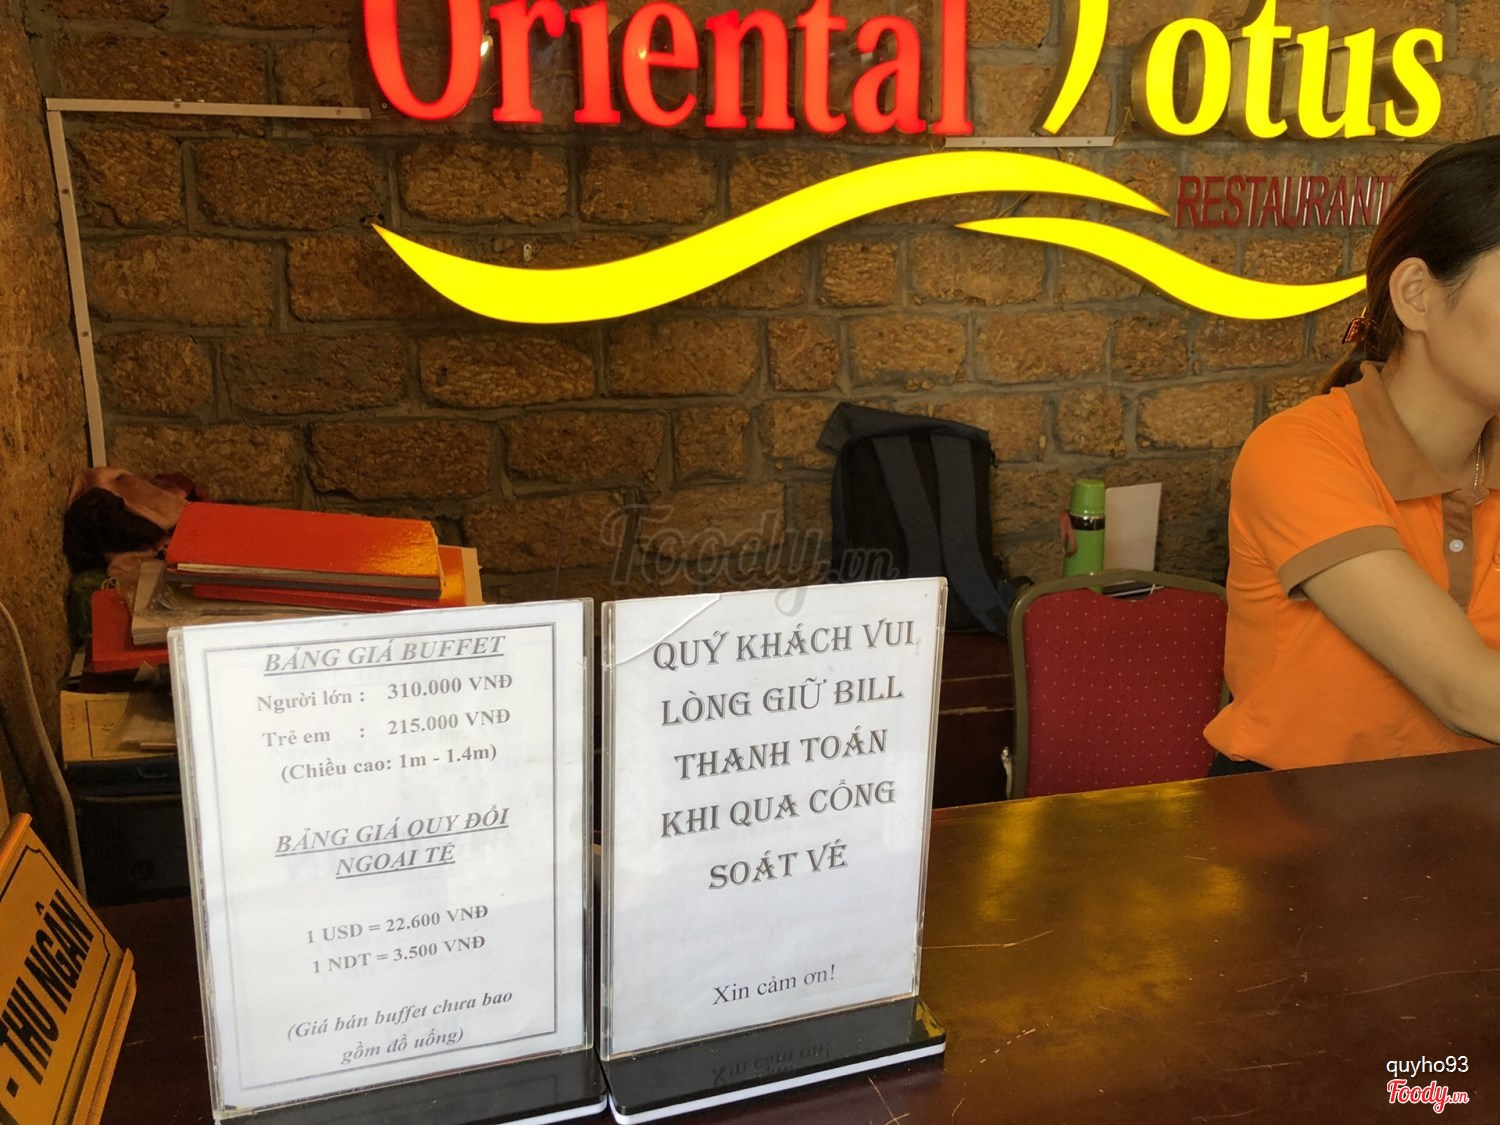 Oriental Lotus
RESTAURANT
Foody.vn
BẢNG GIÁ BUFFET
Người lớn : 310.000 VNĐ
Trẻ em : 215.000 VNĐ
(Chiều cao: 1m - 1.4m)
BẢNG GIÁ QUY ĐỔI
NGOẠI TỆ
1 USD = 22.600 VNĐ
1 NDT = 3.500 VNĐ
(Giá bán buffet chưa bao
gồm đồ uống)
QUÝ KHÁCH VUI
LÒNG GIỮ BILL
THANH TOÁN
KHI QUA CỔNG
SOÁT VÉ
Xin cảm ơn!
- THU NGÂN
quyho93
Foody.vn